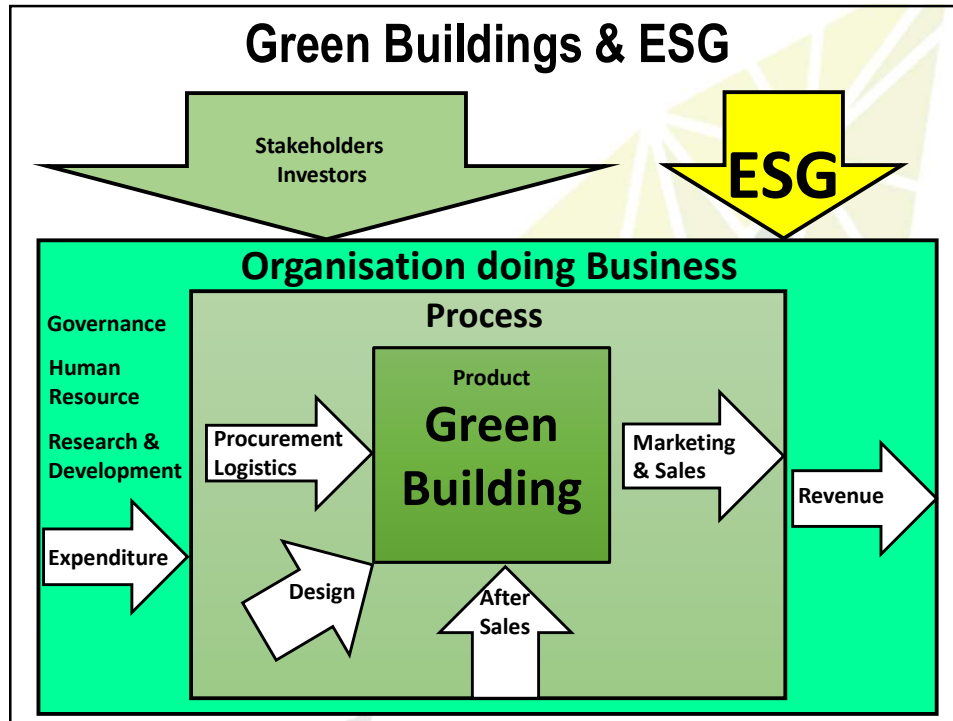 Green Buildings & ESG
Stakeholders
Investors
ESG
Organisation doing Business
Process
Governance
Human
Resource
Research &
Development
Expenditure
Procurement
Logistics
Design
Product
Green
Building
After
Sales
Marketing
& Sales
Revenue